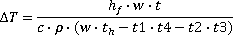 ΔT = h_f · w · t / (c · ρ · (w · t_h − t1 · t4 − t2 · t3))